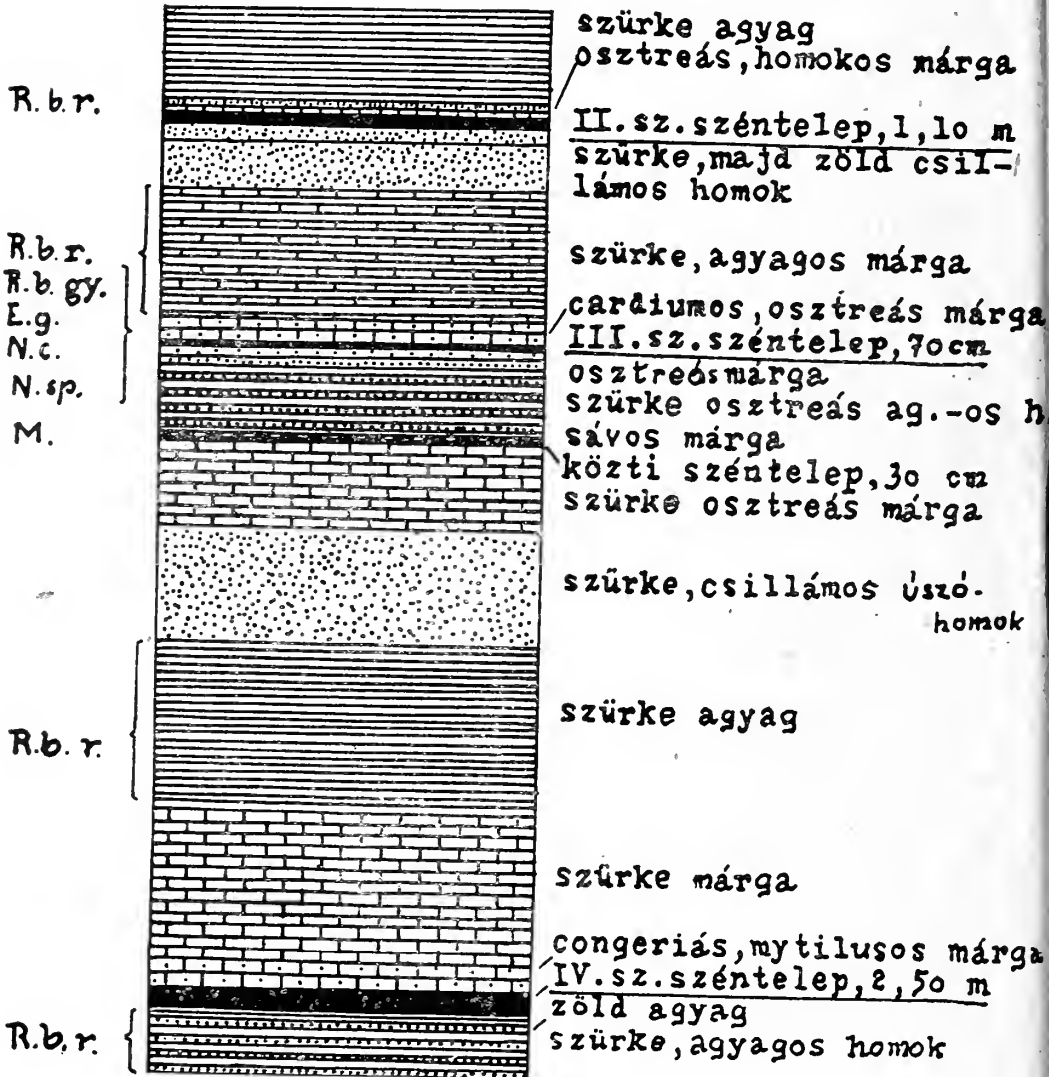 szürke agyag
osztreás,homokos márga
R.b.r.
II.sz.széntelep,1,10 m
szürke,majd zöld csil-
lámos homok
R.b.r.
szürke,agyagos márga
R.b.gy.
E.g.
cardiumos,osztreás márga
N.c.
III.sz.széntelep,70cm
osztreásmárga
N.sp.
szürke osztreás ag.-os h
M.
sávos márga
közti széntelep,30 cm
szürke osztreás márga
szürke,csillámos úszó-
homok
szürke agyag
R.b.r.
szürke márga
congeriás,mytilusos márga
IV.sz.széntelep,2,50 m
zöld agyag
R.b.r.
szürke,agyagos homok